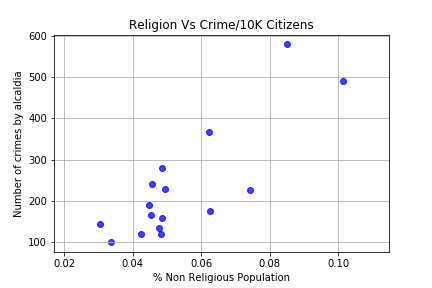 Religion Vs Crime/10K Citizens
600
500
400
300
200
100
Number of crimes by alcaldia
0.02 0.04 0.06 0.08 0.10
% Non Religious Population